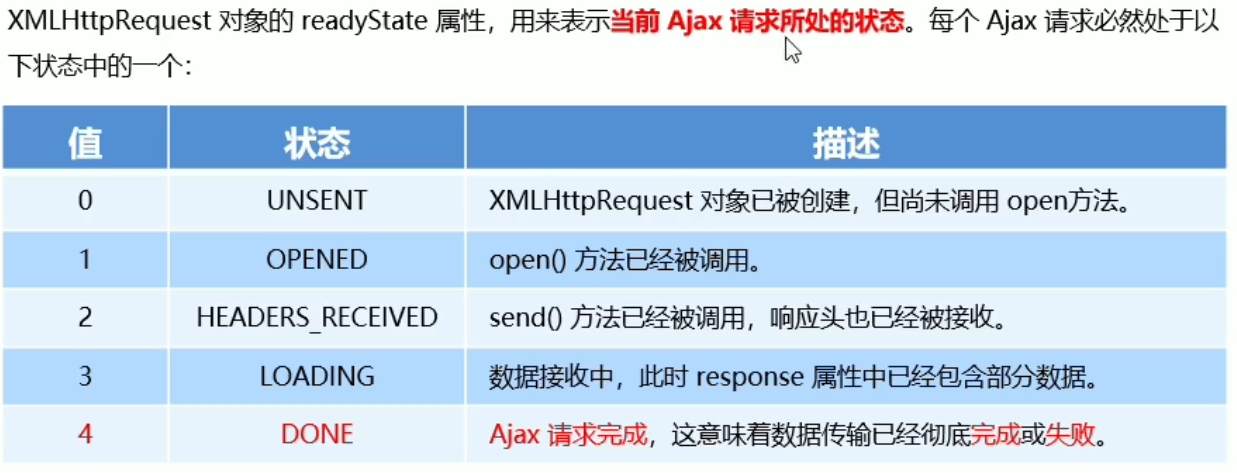 XMLHttpRequest 对象的 readyState 属性，用来表示当前 Ajax 请求所处的状态。每个 Ajax 请求必然处于以
下状态中的一个：
值 状态 描述
0 UNSENT XMLHttpRequest 对象已被创建，但尚未调用 open方法。
1 OPENED open() 方法已经被调用。
2 HEADERS_RECEIVED send() 方法已经被调用，响应头也已经被接收。
3 LOADING 数据接收中，此时 response 属性中已经包含部分数据。
4 DONE Ajax 请求完成，这意味着数据传输已经彻底完成或失败。